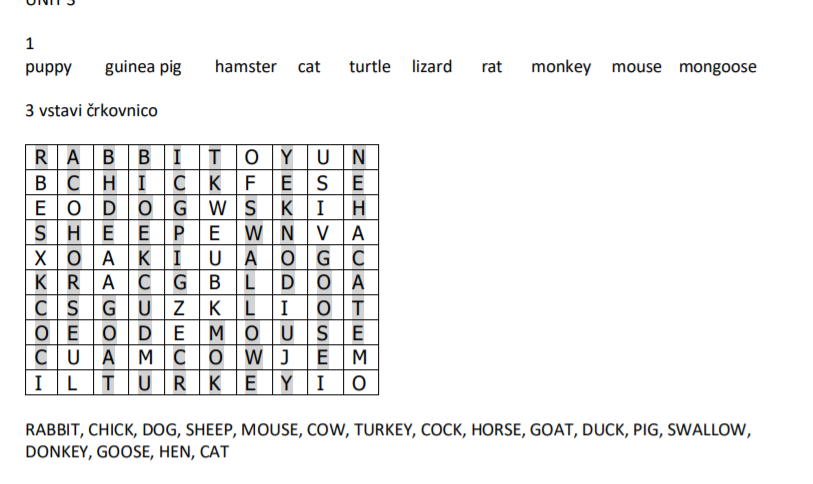 UNIT
1
puppy guinea pig hamster cat turtle lizard rat monkey mouse mongoose
3 vstavi črkovnico
R A B B I T O Y U N
B C H I C K F E S E
E O D O G W S K I H
S H E E P E W N V A
X O A K I U A O G C
K R A C G B L D O A
C S G U Z K L I O T
O E O D E M O U S E
C U A M C O W J E M
I L T U R K E Y I O
RABBIT, CHICK, DOG, SHEEP, MOUSE, COW, TURKEY, COCK, HORSE, GOAT, DUCK, PIG, SWALLOW,
DONKEY, GOOSE, HEN, CAT